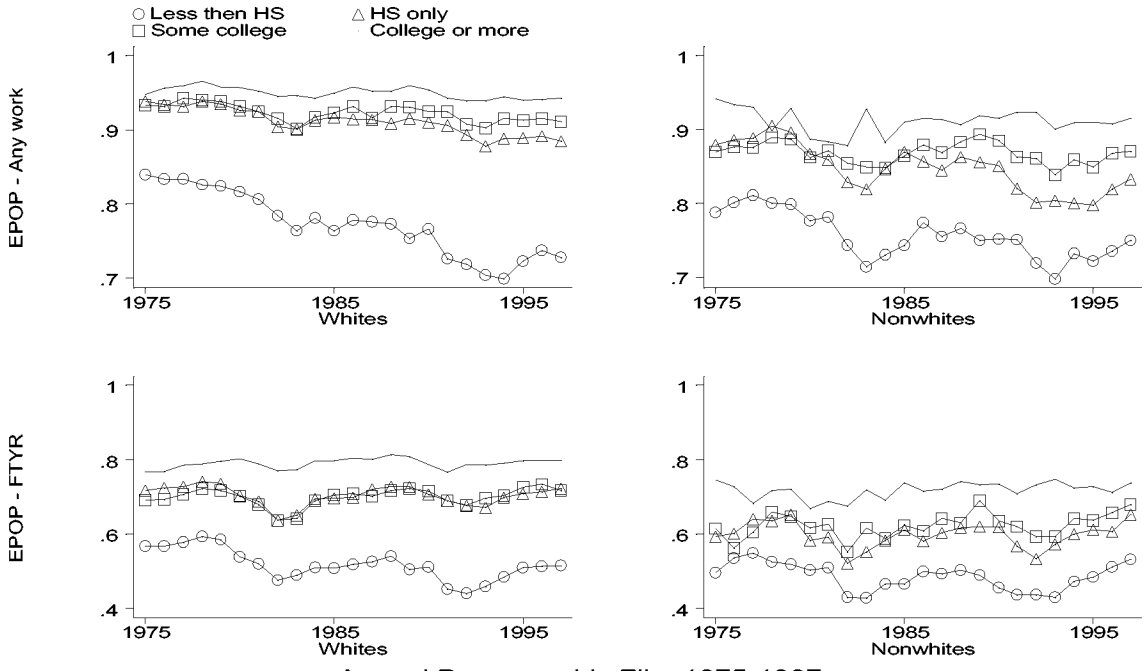 Less then HS
HS only
Some college
College or more
EPOP - Any work
1
.9
.8
.7
1975
1985
1995
Whites
1
.9
.8
.7
1975
1985
1995
Nonwhites
EPOP - FTYR
1
.8
.6
.4
1975
1985
1995
Whites
1
.8
.6
.4
1975
1985
1995
Nonwhites